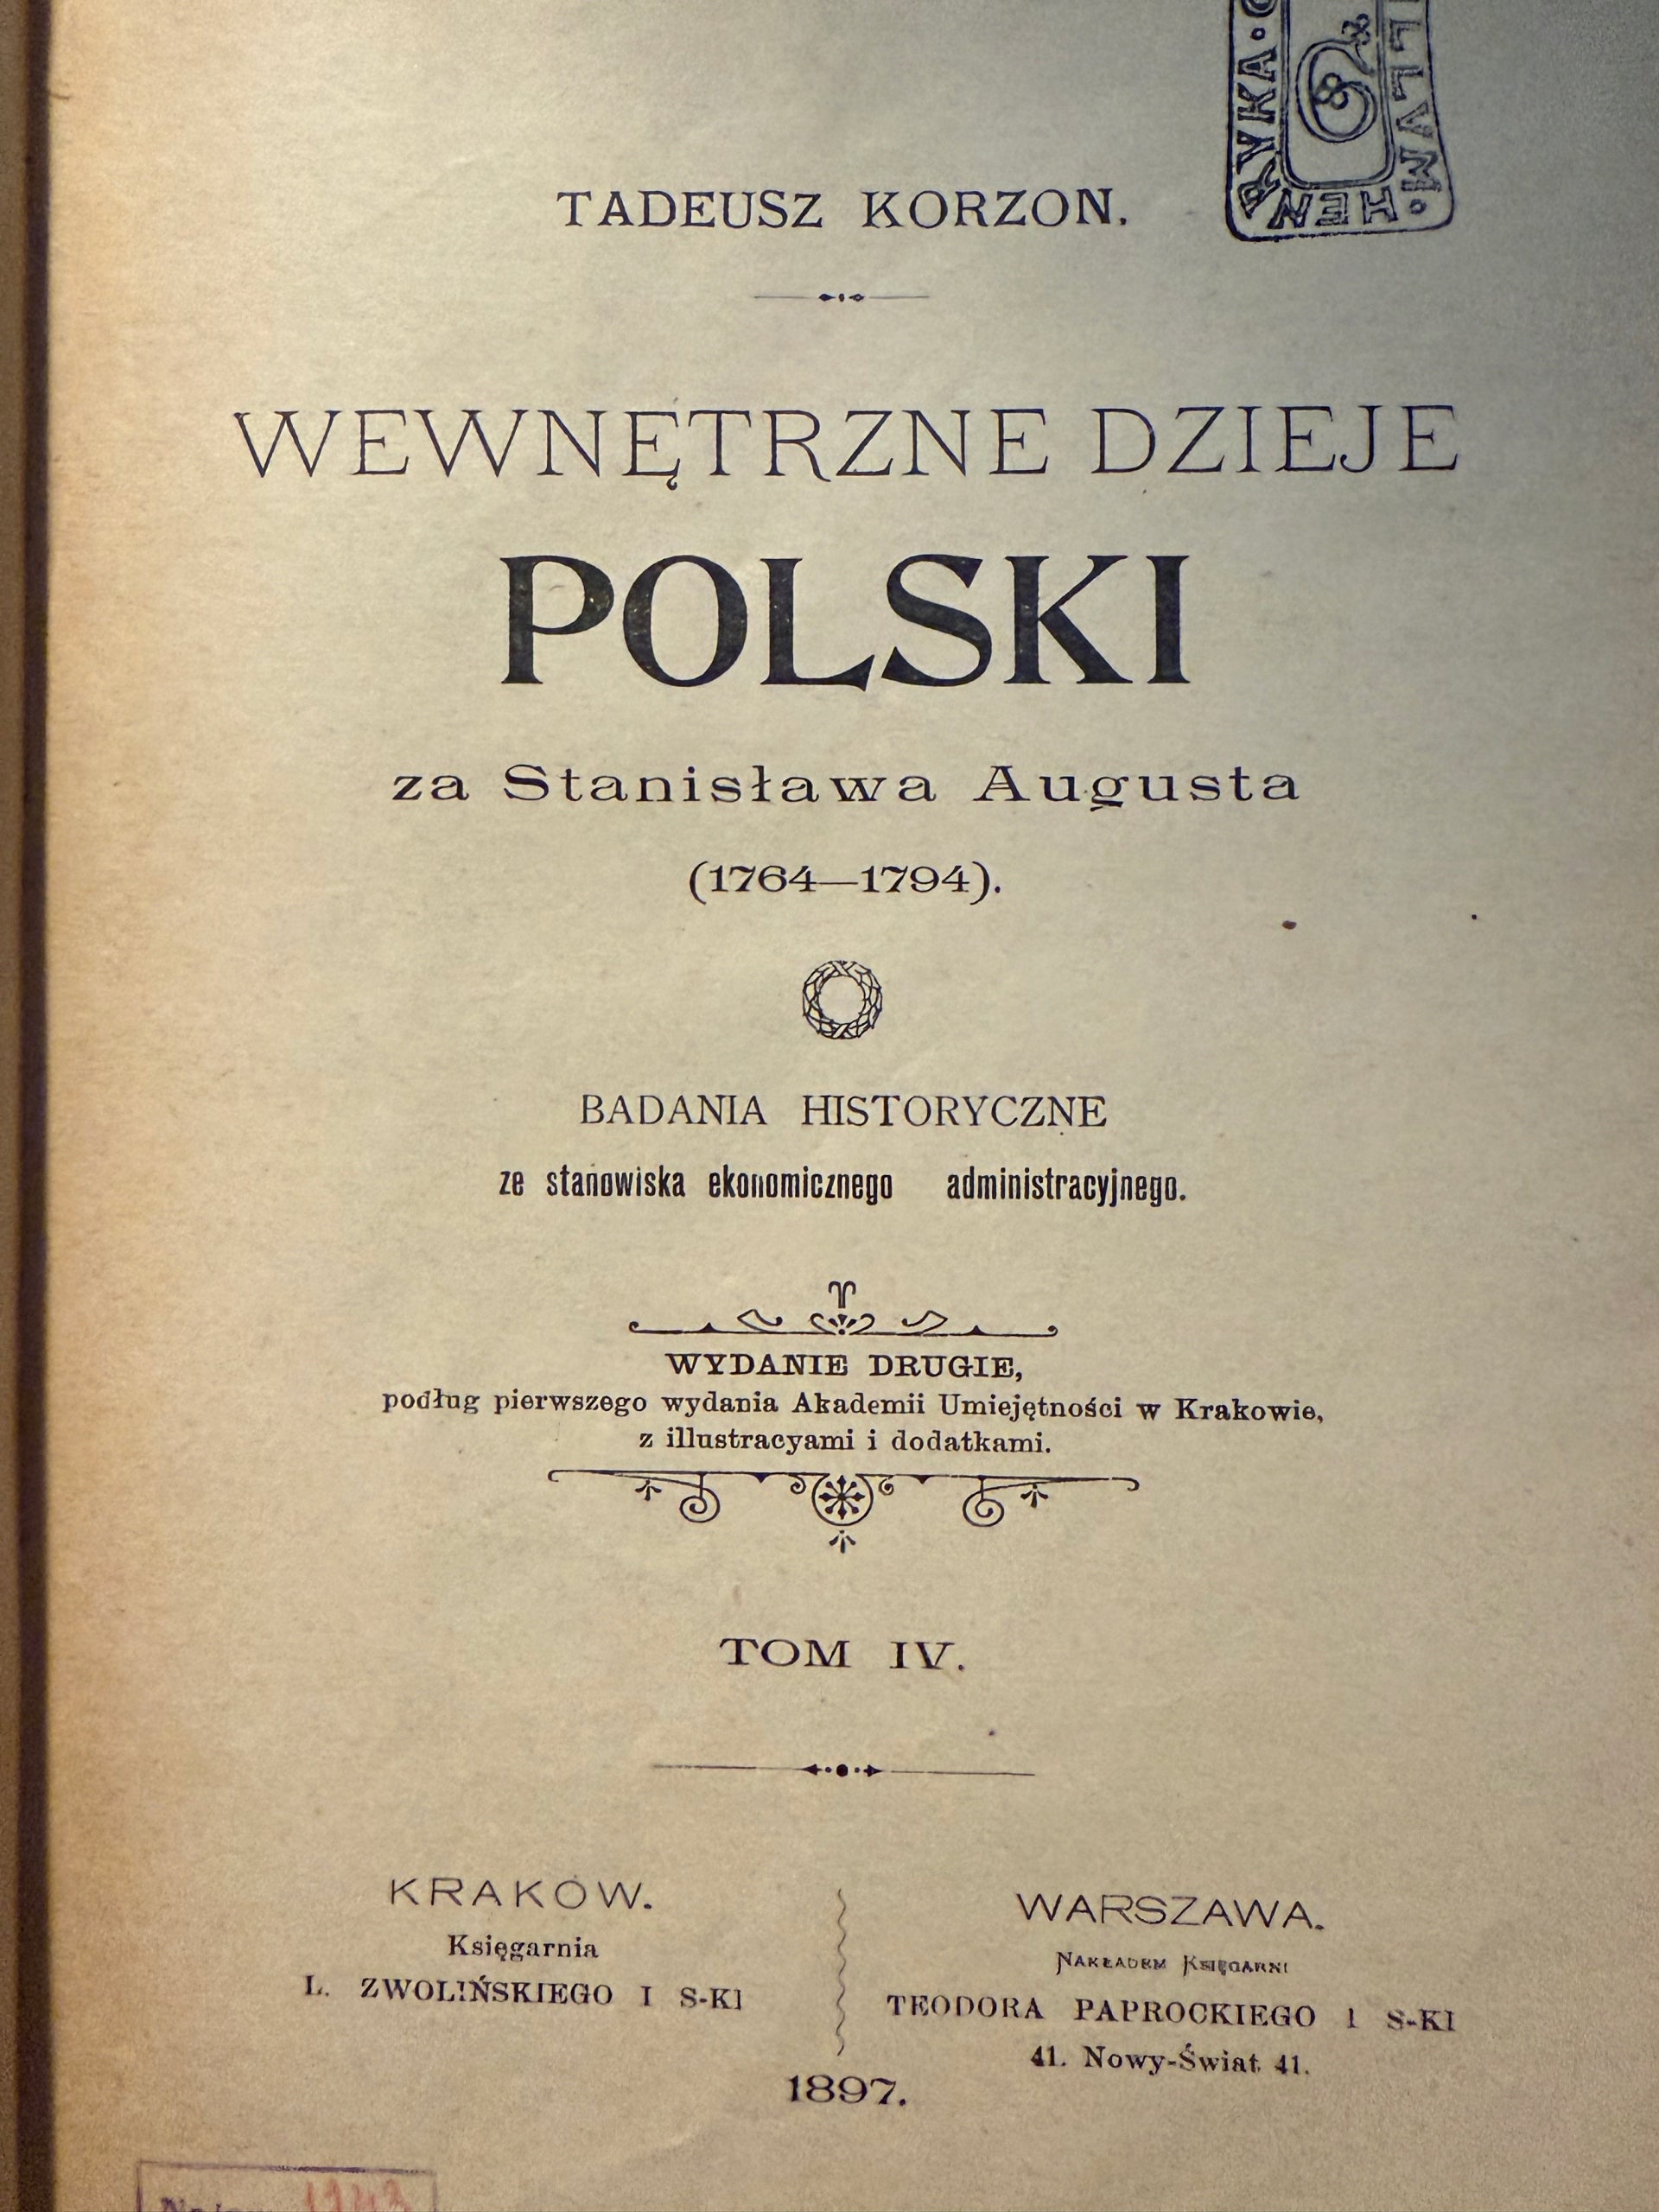 TADEUSZ KORZON.
WEWNĘTRZNE DZIEJE
POLSKI
za Stanisława Augusta
(1764—1794).
BADANIA HISTORYCZNE
ze stanowiska ekonomicznego administracyjnego.
WYDANIE DRUGIE,
podług pierwszego wydania Akademii Umiejętności w Krakowie,
z illustracyami i dodatkami.
TOM IV.
KRAKÓW.
Księgarnia
L. ZWOLIŃSKIEGO I S-KI
WARSZAWA.
NAKŁADEM KSIĘGARNI
TEODORA PAPROCKIEGO I S-KI
41. Nowy-Świat 41.
1897.